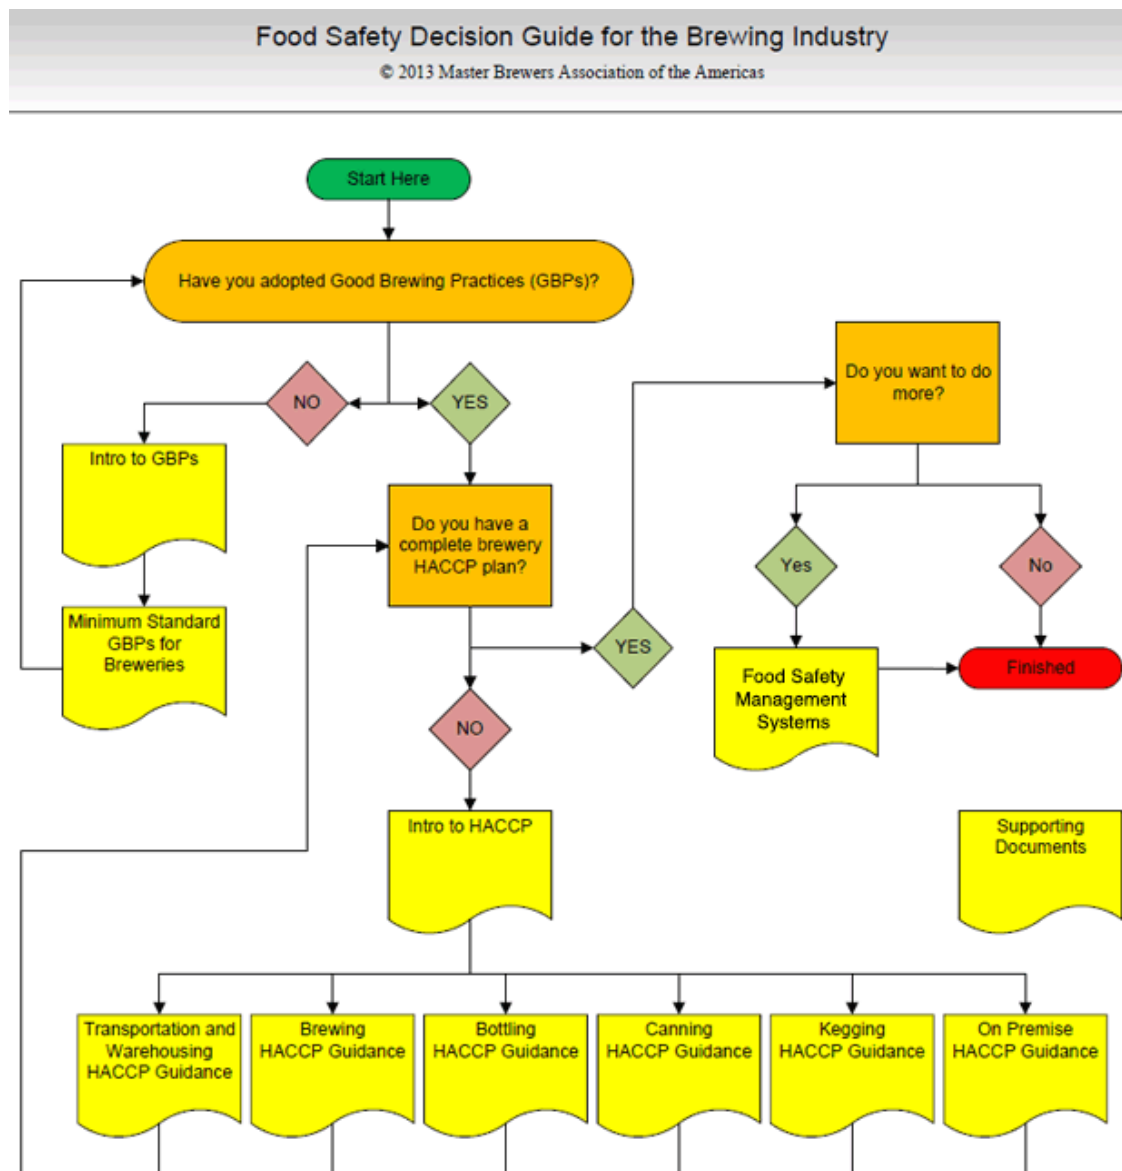 Food Safety Decision Guide for the Brewing Industry
© 2013 Master Brewers Association of the Americas
Start Here
Have you adopted Good Brewing Practices (GBPs)?
Do you want to do
more?
NO
YES
Intro to GBPs
Do you have a
complete brewery
HACCP plan?
Yes
No
Minimum Standard
GBPs for
Breweries
YES
Food Safety
Management
Systems
Finished
NO
Intro to HACCP
Supporting
Documents
Transportation and
Warehousing
HACCP Guidance
Brewing
HACCP Guidance
Bottling
HACCP Guidance
Canning
HACCP Guidance
Kegging
HACCP Guidance
On Premise
HACCP Guidance